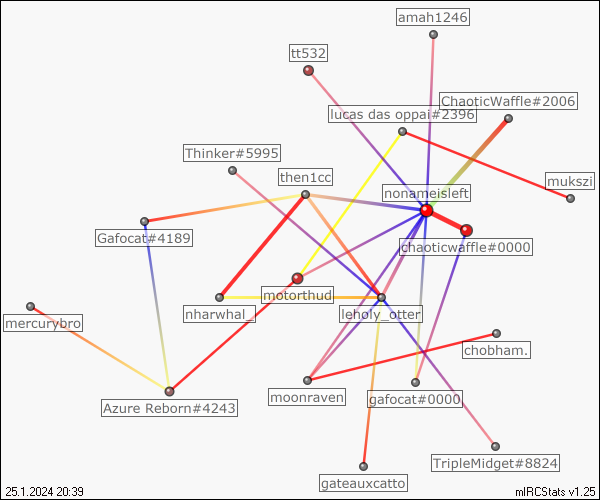 amah1246
tt532
ChaoticWaffle#2006
lucas das oppai#2396
Thinker#5995
then1cc
mukszi
nonameisleft
Gafocat#4189
chaoticwaffle#0000
motorthud
nharwhal_
leholy_otter
mercurybro
chobham.
moonraven
gafocat#0000
Azure Reborn#4243
TripleMidget#8824
gateauxcatto
25.1.2024 20:39
mIRCStats v1.25